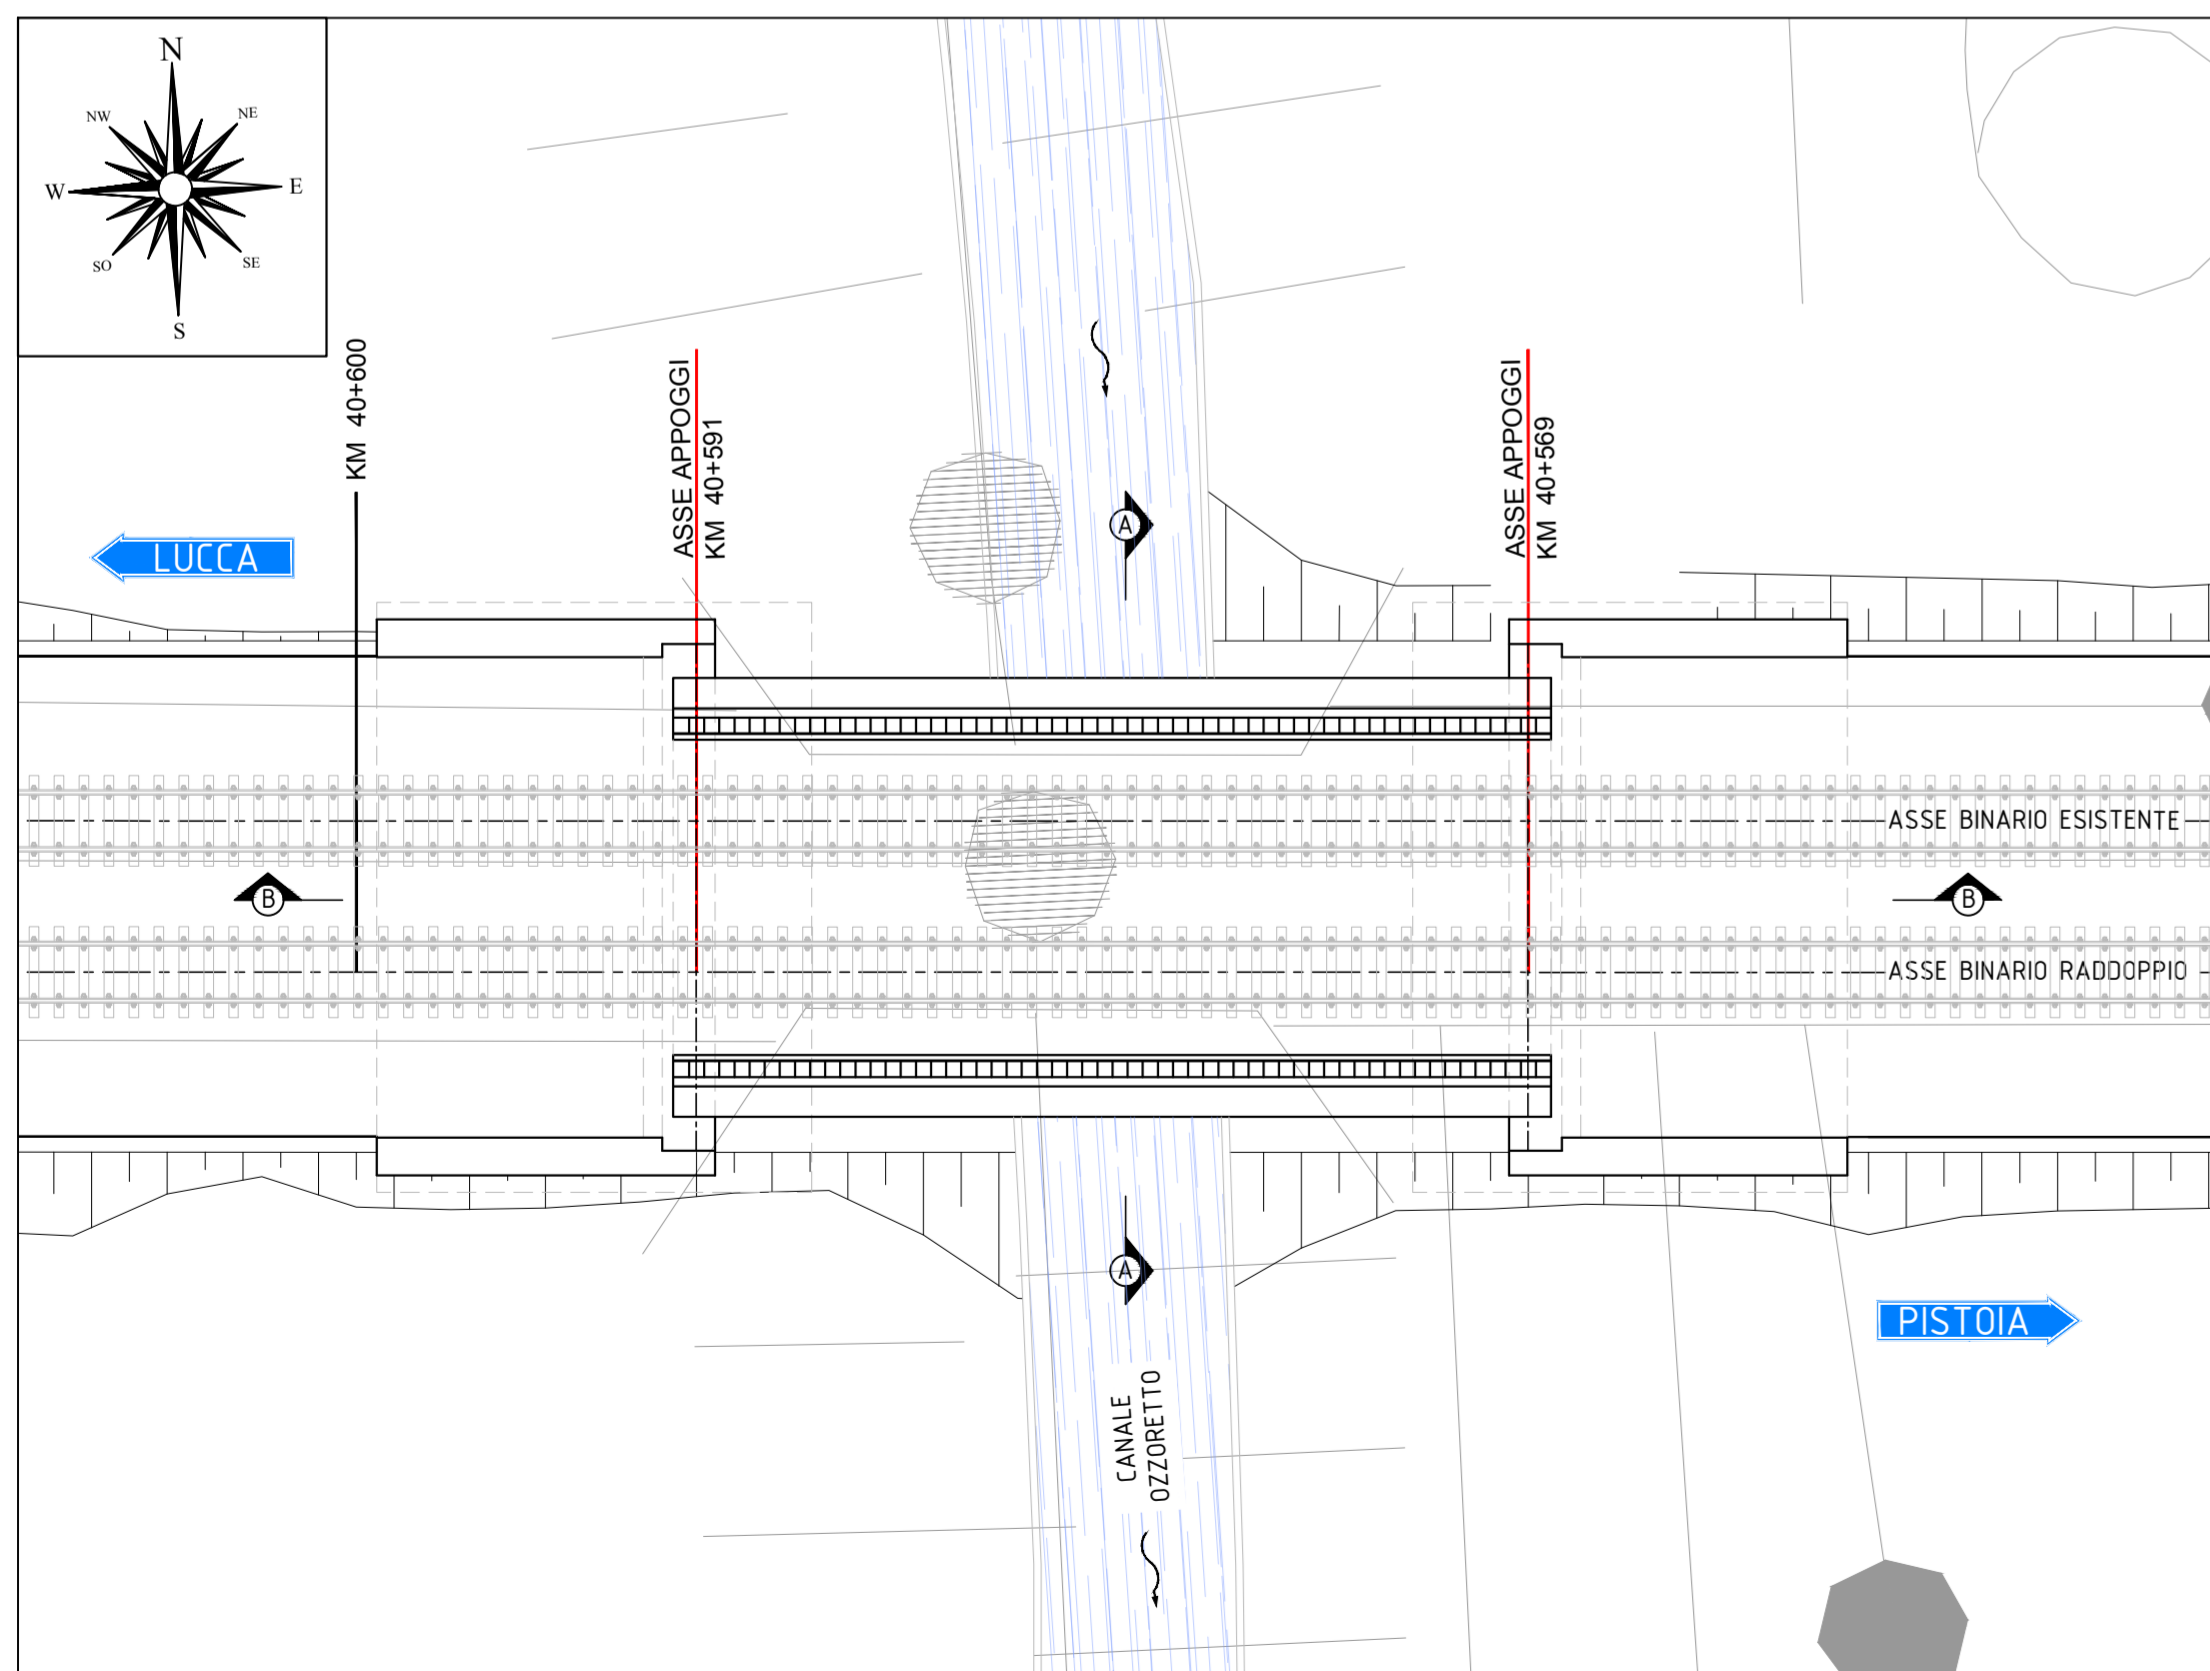 N
NW
NE
W
E
SO
SE
S
KM 40+600
ASSE APPOGGI
KM 40+591
ASSE APPOGGI
KM 40+569
A
LUCCA
ASSE BINARIO ESISTENTE
B
B
ASSE BINARIO RADDOPPIO
A
PISTOIA
CANALE
OZZORETTO